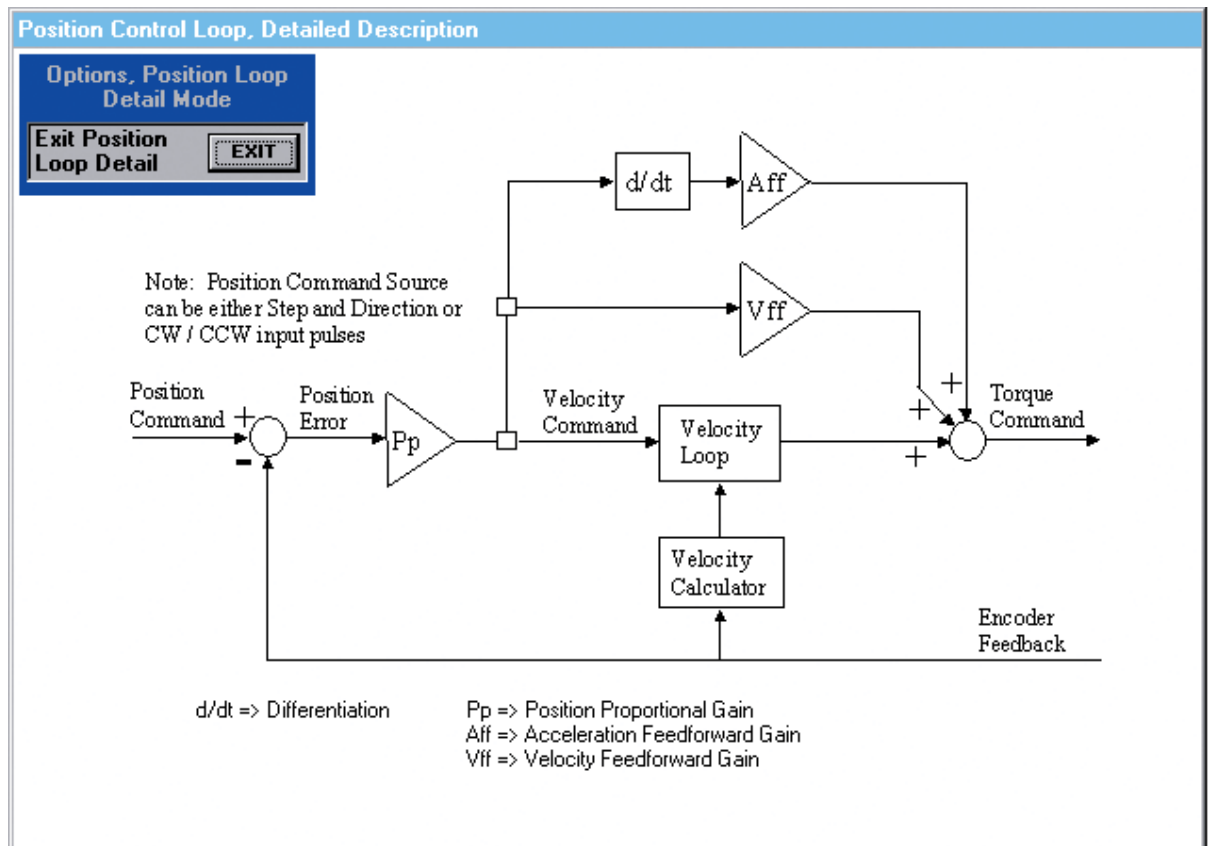 Position Control Loop, Detailed Description
Options, Position Loop
Detail Mode
Exit Position
Loop Detail
EXIT
d/dt
Aff
Note: Position Command Source
can be either Step and Direction or
CW / CCW input pulses
Vff
Position
Command
+
-
Position
Error
Pp
Velocity
Command
Velocity
Loop
+
+
+
Torque
Command
Velocity
Calculator
Encoder
Feedback
d/dt => Differentiation
Pp => Position Proportional Gain
Aff => Acceleration Feedforward Gain
Vff => Velocity Feedforward Gain